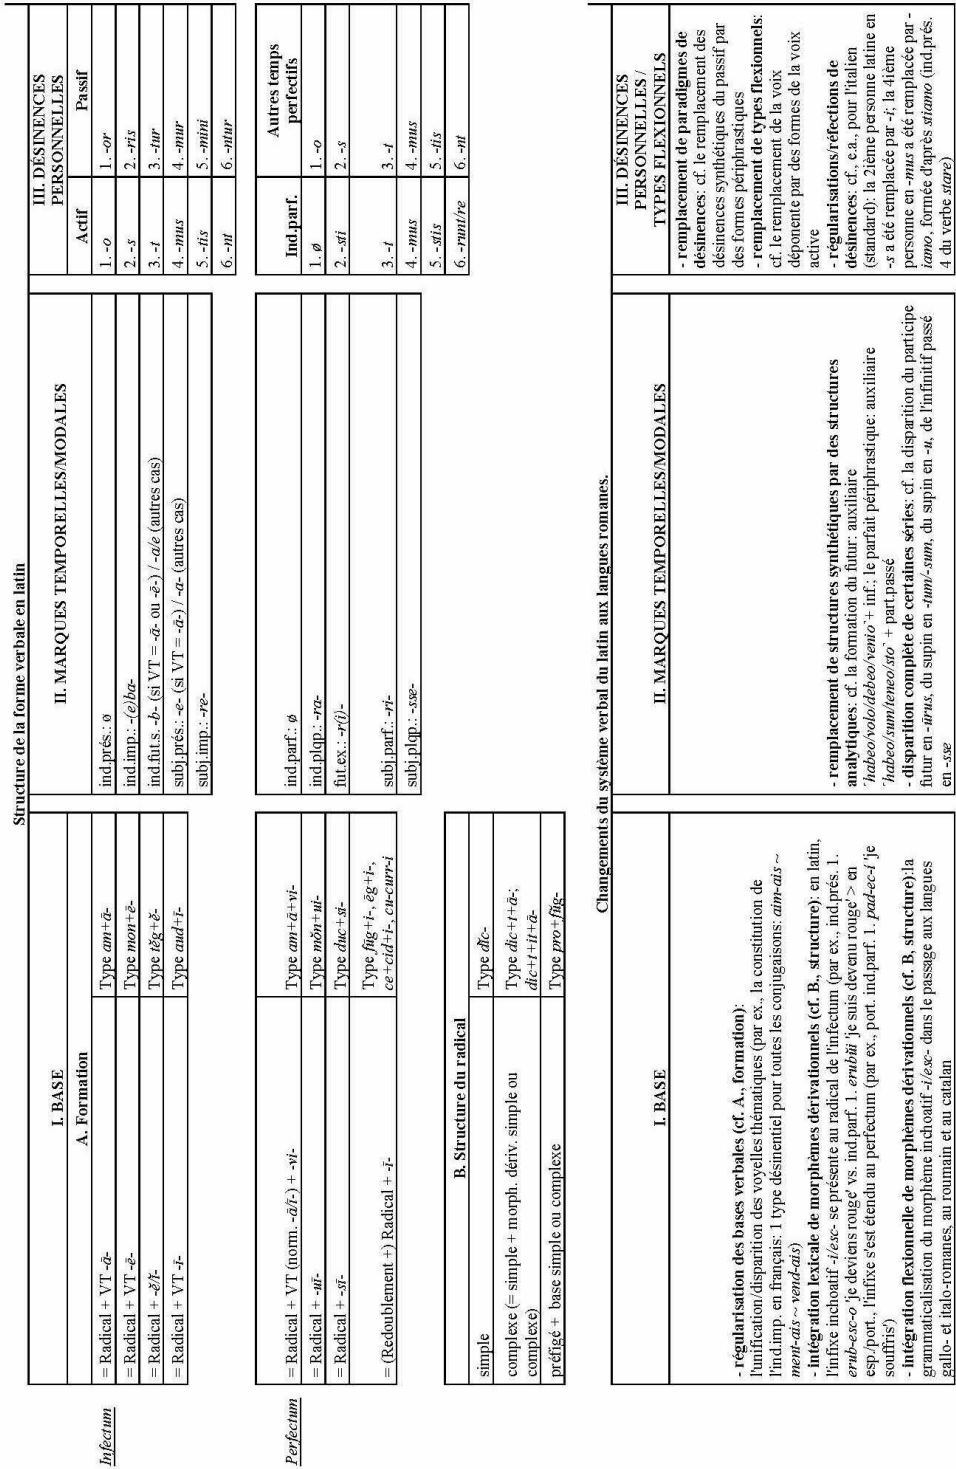 Structure de la forme verbale en latin
I. BASE
II. MARQUES TEMPORELLES/MODALES
III. DÉSINENCES
PERSONNELLES
A. Formation
Actif
Passif
Infectum
= Radical + VT -ā-
Type am+ā-
ind.prés.: ø
1. -o
1. -or
= Radical + VT -ē-
Type mon+ē-
ind.imp.: -(e)ba-
2. -s
2. -ris
= Radical + -ĕ/ĭ-
Type tĕg+ĕ-
ind.fut.s. -b- (si VT = -ā- ou -ē-) / -a/e (autres cas)
3. -t
3. -tur
= Radical + VT -ī-
Type aud+ī-
subj.prés.: -e- (si VT = -ā-) / -a- (autres cas)
4. -mus
4. -mur
subj.imp.: -re-
5. -tis
5. -mini
6. -nt
6. -ntur
Ind.parf.
Autres temps
perfectifs
Perfectum
= Radical + VT (norm. -ā/ī-) + -vi-
Type am+ā+vi-
ind.parf.: ø
1. ø
1. -o
= Radical + -ui-
Type mŏn+ui-
ind.plqp.: -ra-
2. -sti
2. -s
= Radical + -sī-
Type duc+si-
fut.ex.: -r(i)-
= (Redoublement +) Radical + -ī-
Type fūg+i-, ēg+i-,
ce+cid+i-, cu-curr-i
subj.parf.: -ri-
3. -t
3. -t
subj.plqp.: -sse-
4. -mus
4. -mus
5. -stis
5. -tis
6. -runt/re
6. -nt
B. Structure du radical
simple
Type dĭc-
complexe (= simple + morph. dériv. simple ou
complexe)
Type dic+t+ā-;
dic+t+it+ā-
préfigé + base simple ou complexe
Type pro+fŭg-
Changements du système verbal du latin aux langues romanes.
I. BASE
II. MARQUES TEMPORELLES/MODALES
III. DÉSINENCES
PERSONNELLES /
TYPES FLEXIONNELS
- régularisation des bases verbales (cf. A., formation):
l'unification/disparition des voyelles thématiques (par ex., la constitution de
l'ind.imp. en français: 1 type désinentiel pour toutes les conjugaisons: aim-ais ~
ment-ais ~ vend-ais)
- intégration lexicale de morphèmes dérivationnels (cf. B., structure): en latin,
l'infixe inchoatif -i/esc- se présente au radical de l'infectum (par ex., ind.prés. 1.
erub-esc-o 'je deviens rouge' vs. ind.parf. 1. erubŭi 'je suis devenu rouge' > en
esp./port., l'infixe s'est étendu au perfectum (par ex., port. ind.parf. 1. pad-ec-í 'je
souffris')
- intégration flexionnelle de morphèmes dérivationnels (cf. B, structure):la
grammaticalisation du morphème inchoatif -i/esc- dans le passage aux langues
gallo- et italo-romanes, au roumain et au catalan
- remplacement de structures synthétiques par des structures
analytiques: cf. la formation du futur: auxiliaire
´habeo/volo/debeo/venio` + inf.; le parfait périphrastique: auxiliaire
´habeo/sum/teneo/sto` + part.passé
- disparition complète de certaines séries: cf. la disparition du participe
futur en -ūrus, du supin en -tum/-sum, du supin en -u, de l'infinitif passé
en -sse
- remplacement de paradigmes de
désinences: cf. le remplacement des
désinences synthétiques du passif par
des formes périphrastiques
- remplacement de types flexionnels:
cf. le remplacement de la voix
déponente par des formes de la voix
active
- régularisations/réfections de
désinences: cf., e.a., pour l'italien
(standard): la 2ième personne latine en
-s a été remplacée par -i; la 4ième
personne en -mus a été remplacée par -
iamo, formée d'après stiamo (ind.prés.
4 du verbe stare)